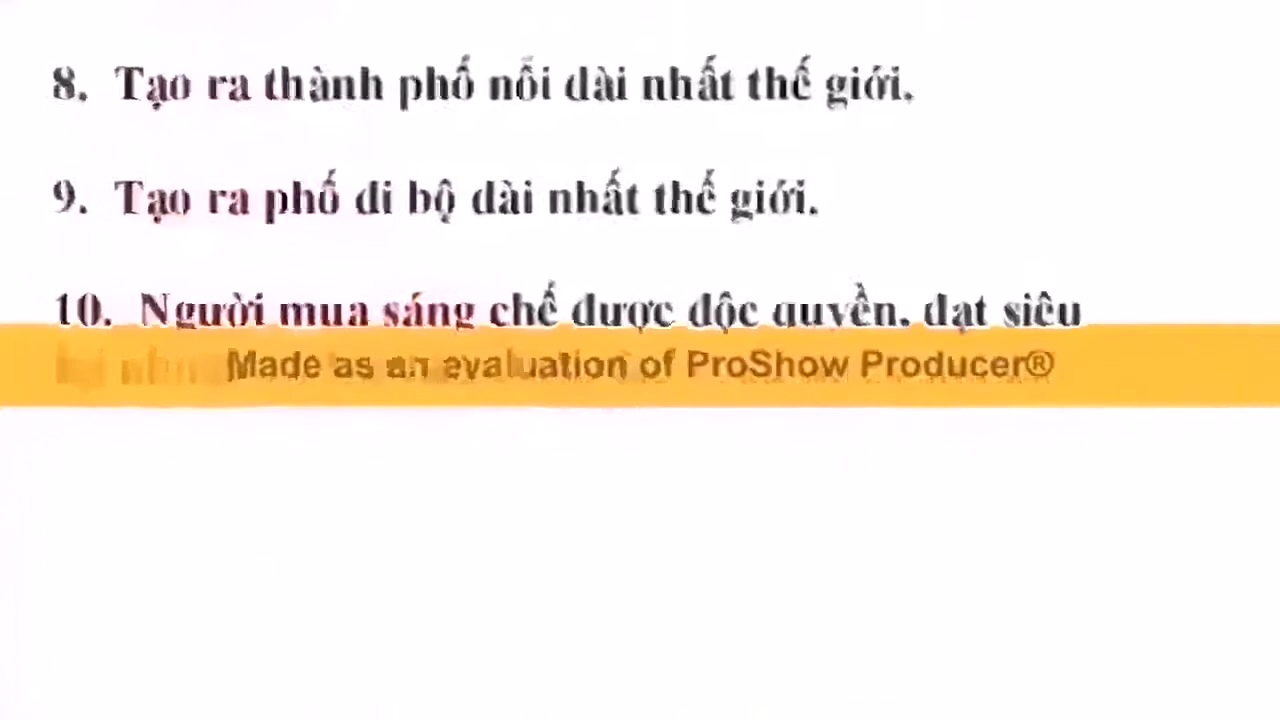 8. Tạo ra thành phố nổi dài nhất thế giới.
9. Tạo ra phố đi bộ dài nhất thế giới.
10. Người mua sáng chế được độc quyền, đạt siêu
Made as an evaluation of ProShow Producer®